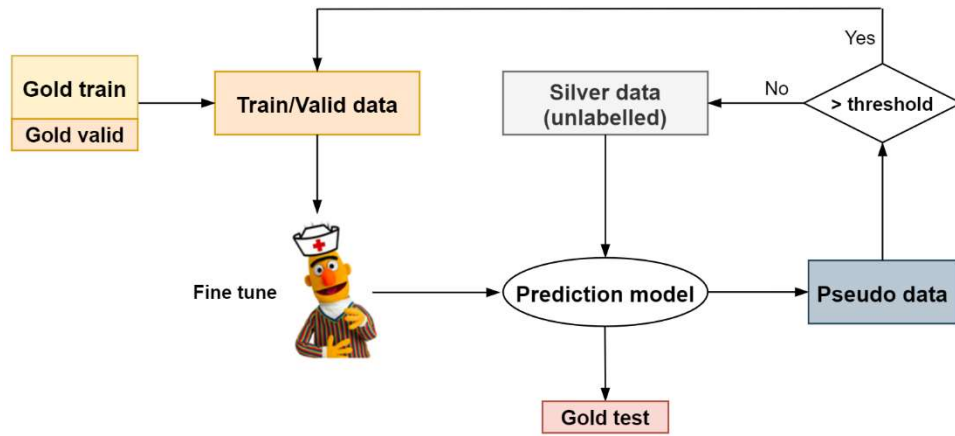 Yes
Gold train
Train/Valid data
Silver data
(unlabelled)
No
> threshold
Gold valid
Fine tune
Prediction model
Pseudo data
Gold test